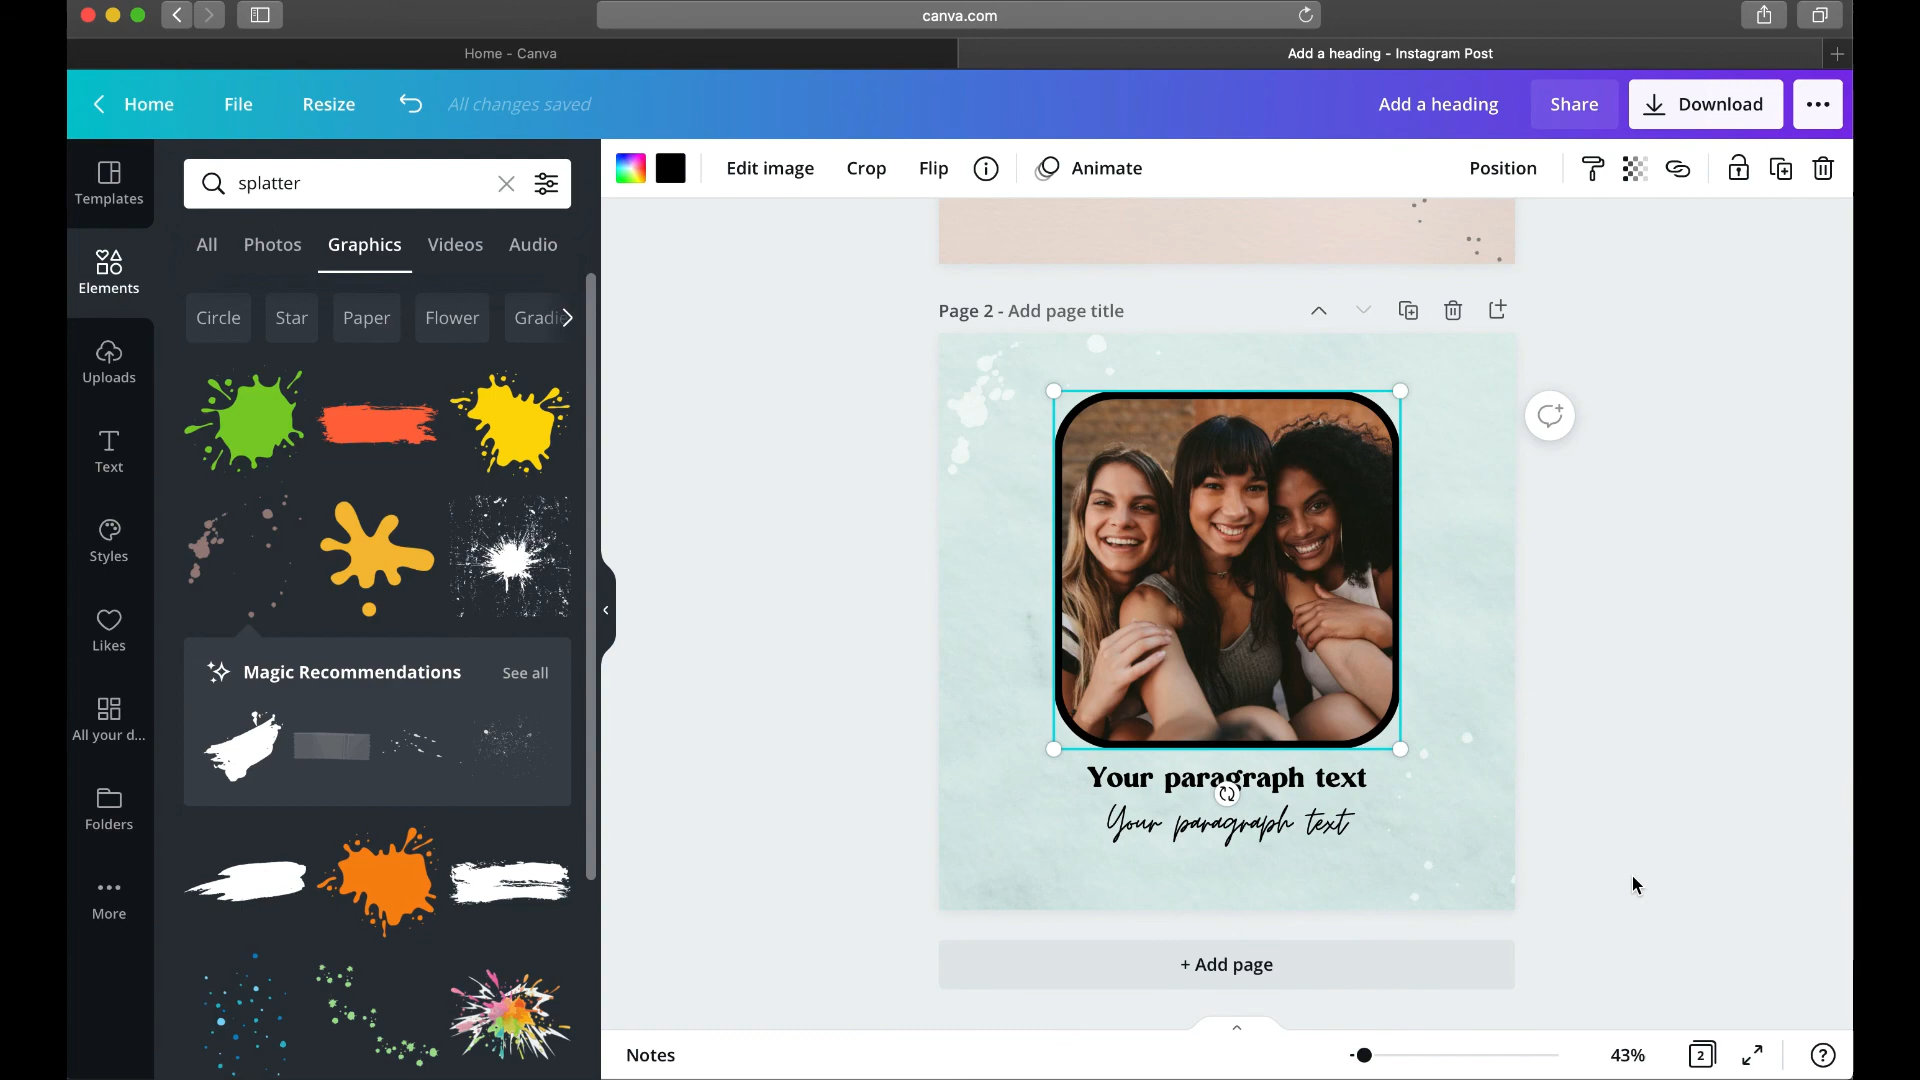 canva.com
Home - Canva
Add a heading - Instagram Post
Home
File
Resize
All changes saved
Add a heading
Share
Download
splatter
Edit image
Crop
Flip
Animate
Position
Templates
Elements
Uploads
Text
Styles
Likes
All your d...
Folders
More
All
Photos
Graphics
Videos
Audio
Circle
Star
Paper
Flower
Gradie
Magic Recommendations
See all
Page 2 - Add page title
Your paragraph text
Your paragraph text
+ Add page
Notes
43%
2